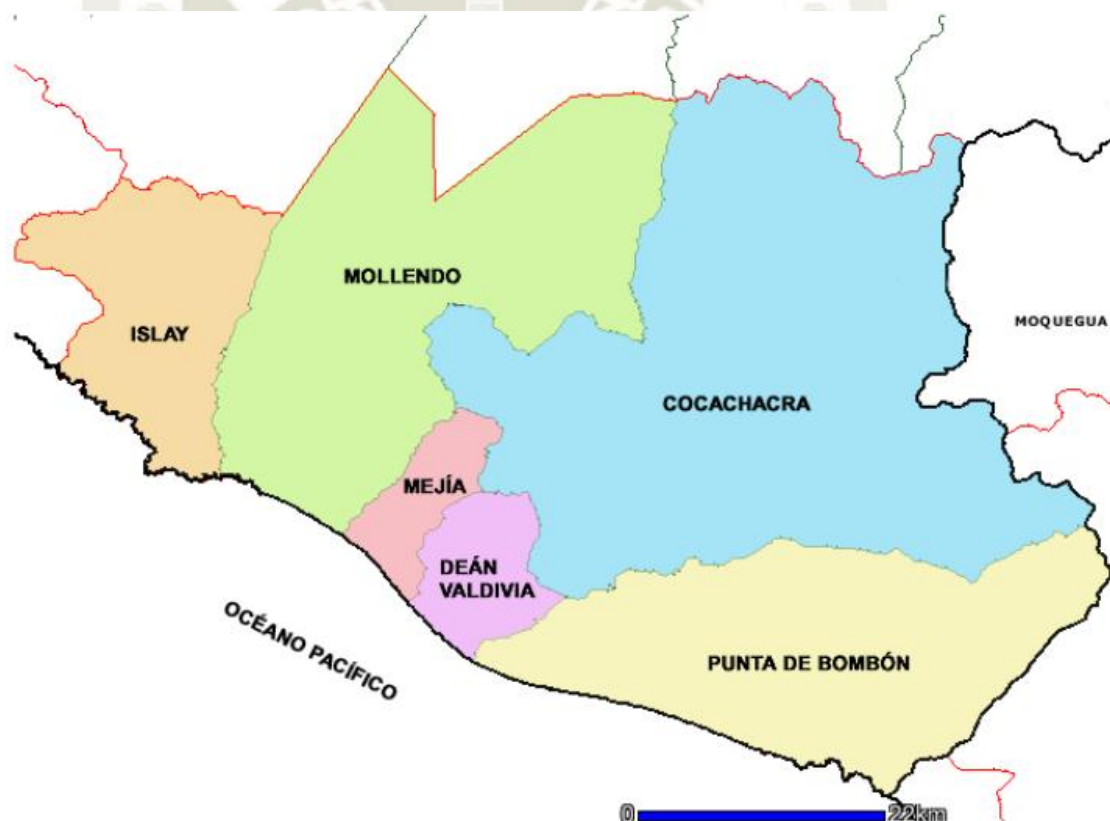 MOLLENDO
ISLAY
MOQUEGUA
COCACHACRA
MEJÍA
DEÁN
VALDIVIA
OCÉANO PACÍFICO
PUNTA DE BOMBÓN
0 22km